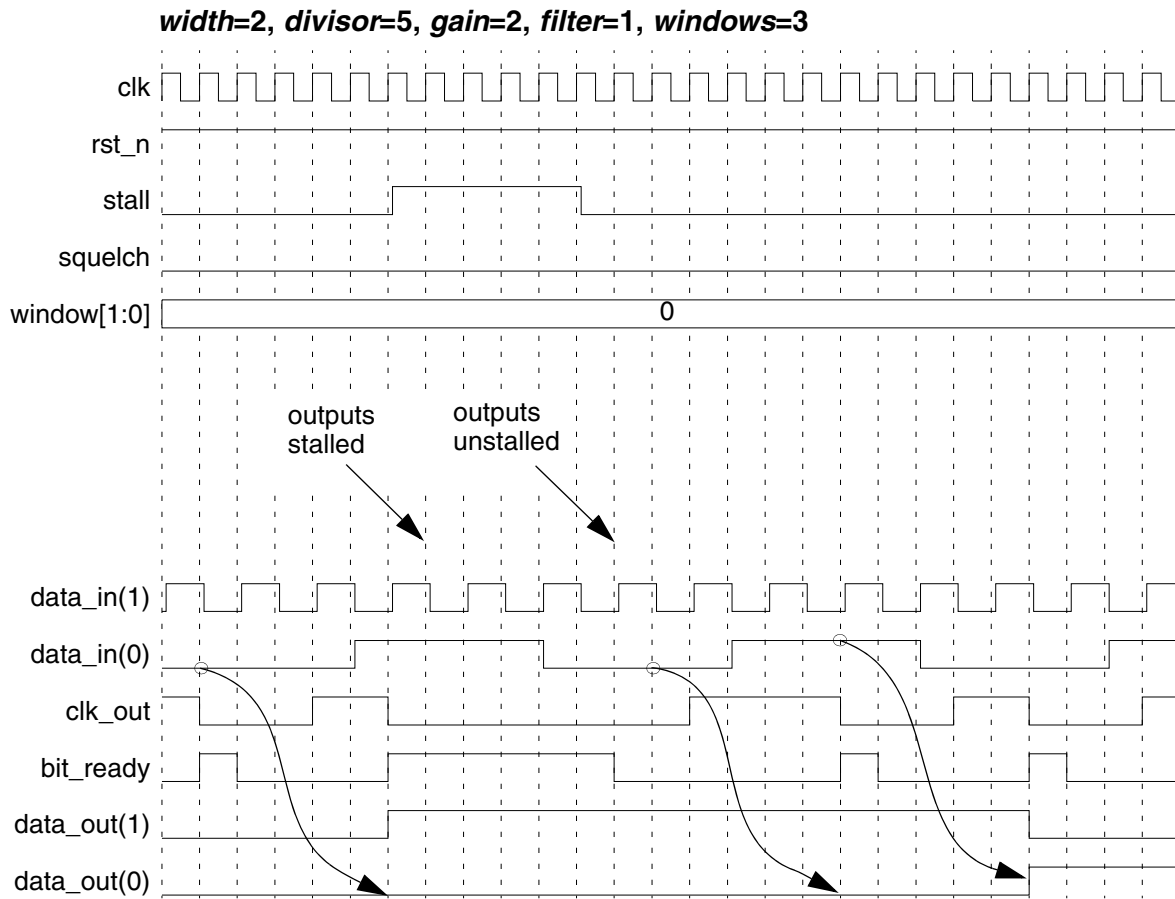 width=2, divisor=5, gain=2, filter=1, windows=3
clk
rst_n
stall
squelch
window[1:0]
0
outputs
stalled
outputs
unstalled
data_in(1)
data_in(0)
clk_out
bit_ready
data_out(1)
data_out(0)